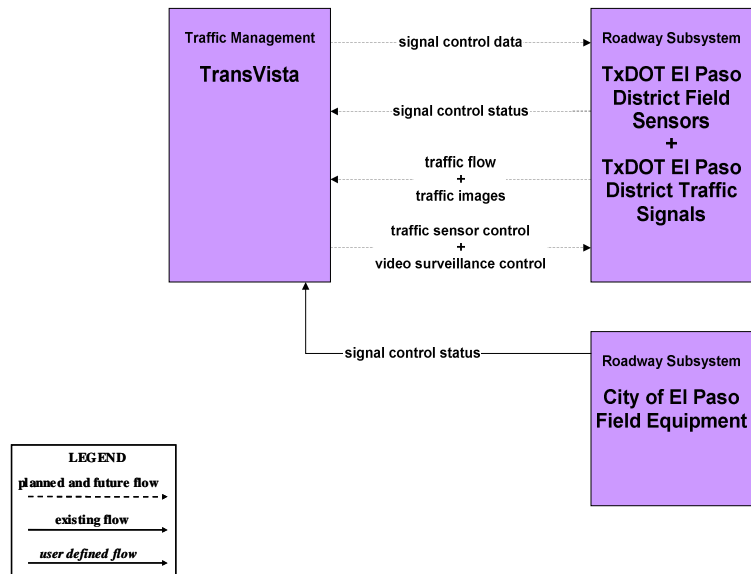 Traffic Management
TransVista
signal control data
signal control status
traffic flow
+
traffic images
traffic sensor control
+
video surveillance control
Roadway Subsystem
TxDOT El Paso
District Field
Sensors
+
TxDOT El Paso
District Traffic
Signals
signal control status
Roadway Subsystem
City of El Paso
Field Equipment
LEGEND
planned and future flow
existing flow
user defined flow